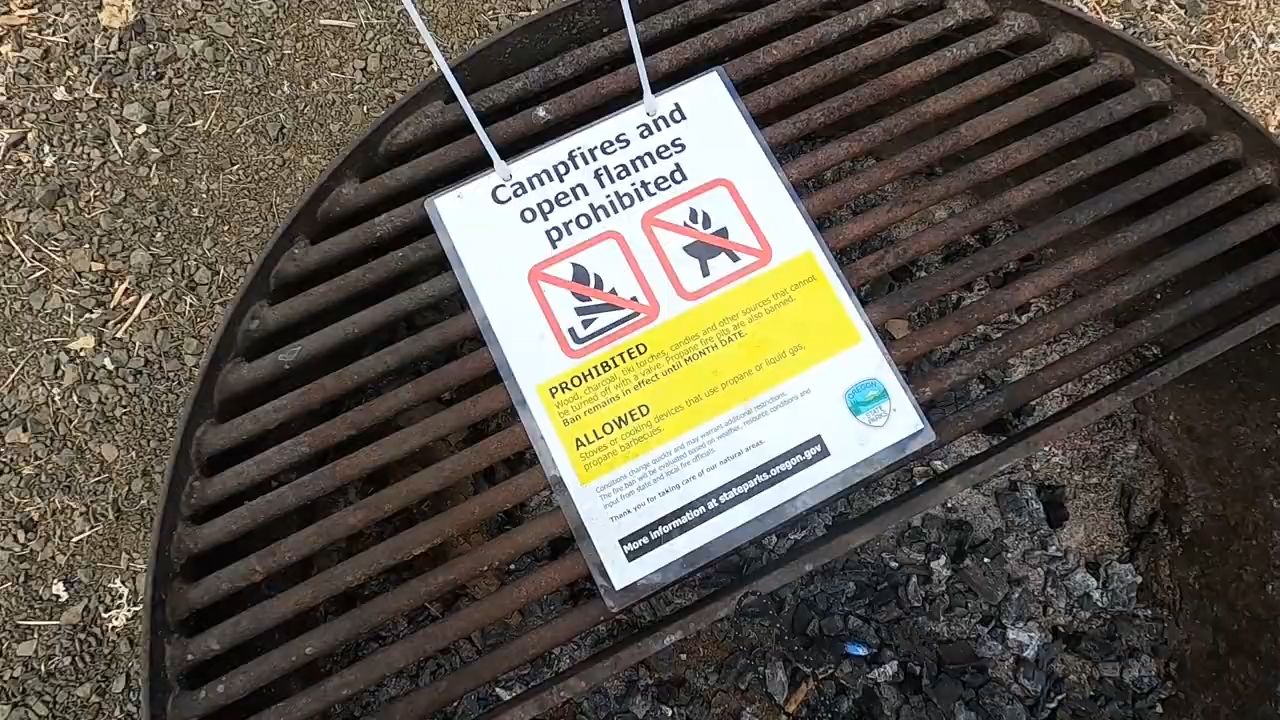 Campfires and
open flames
prohibited
PROHIBITED
Wood, charcoal, tiki torches, candles and other sources that cannot
be turned off with a valve. Propane fire pits are also banned.
Ban remains in effect until MONTH DATE.
ALLOWED
Stoves or cooking devices that use propane or liquid gas;
propane barbecues.
Conditions change quickly and may warrant additional restrictions.
The fire ban will be evaluated based on weather, resource conditions and
input from state and local fire officials.
Thank you for taking care of our natural areas.
OREGON
STATE
PARKS
More information at stateparks.oregon.gov